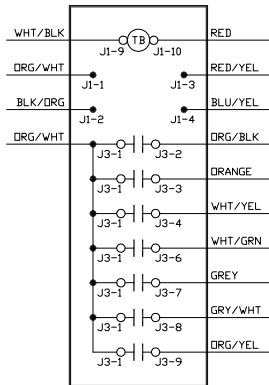 WHT/BLK TB RED
J1-9 J1-10
ORG/WHT RED/YEL
J1-1 J1-3
BLK/ORG BLU/YEL
J1-2 J1-4
ORG/WHT ORG/BLK
J3-1 J3-2
ORANGE
J3-1 J3-3
WHT/YEL
J3-1 J3-4
WHT/GRN
J3-1 J3-6
GREY
J3-1 J3-7
GRY/WHT
J3-1 J3-8
ORG/YEL
J3-1 J3-9